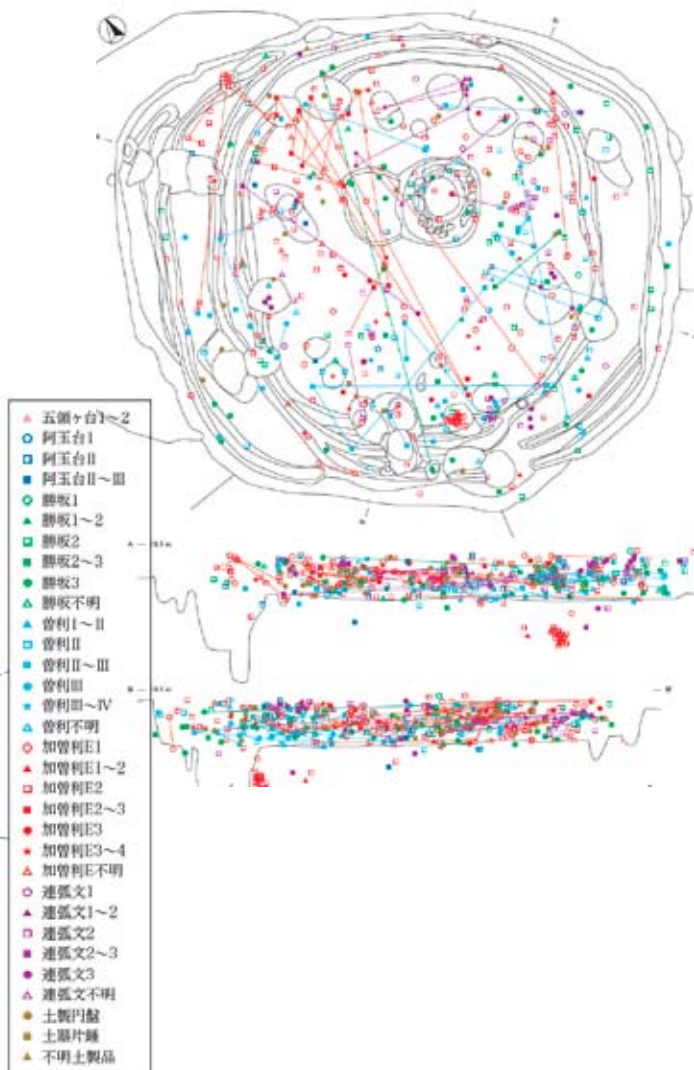 五領ヶ台1～2
阿玉台1
阿玉台II
阿玉台II～III
勝坂1
勝坂1～2
勝坂2
勝坂2～3
勝坂3
勝坂不明
曽利I～II
曽利II
曽利II～III
曽利III
曽利III～IV
曽利不明
加曽利E1
加曽利E1～2
加曽利E2
加曽利E2～3
加曽利E3
加曽利E3～4
加曽利E不明
連弧文1
連弧文1～2
連弧文2
連弧文2～3
連弧文3
連弧文不明
土製円盤
土器片錘
不明土製品